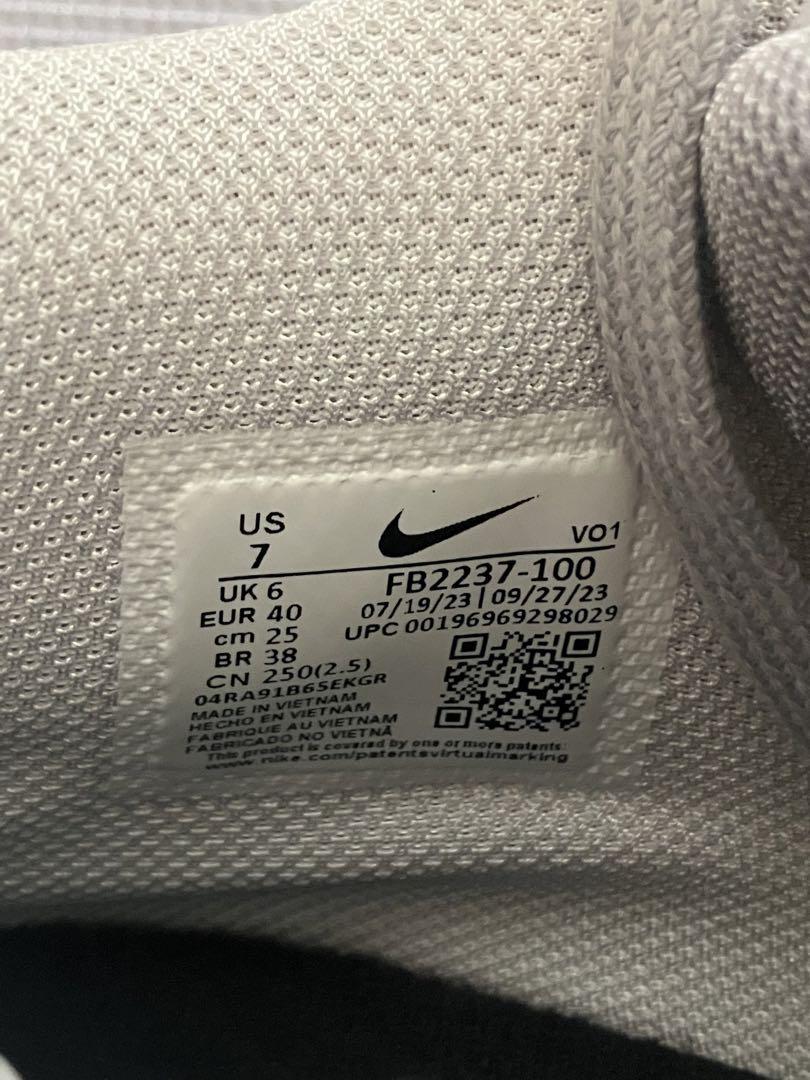 US
7
VO1
UK 6
EUR 40
cm 25
BR 38
CN 250(2.5)
04RA91B65EKGR
MADE IN VIETNAM
HECHO EN VIETNAM
FABRIQUE AU VIETNAM
FABRICADO NO VIETNÃ
FB2237-100
07/19/23|09/27/23
UPC 00196969298029
This product is covered by one or more patents:
www.nike.com/patentsvirtualmarking